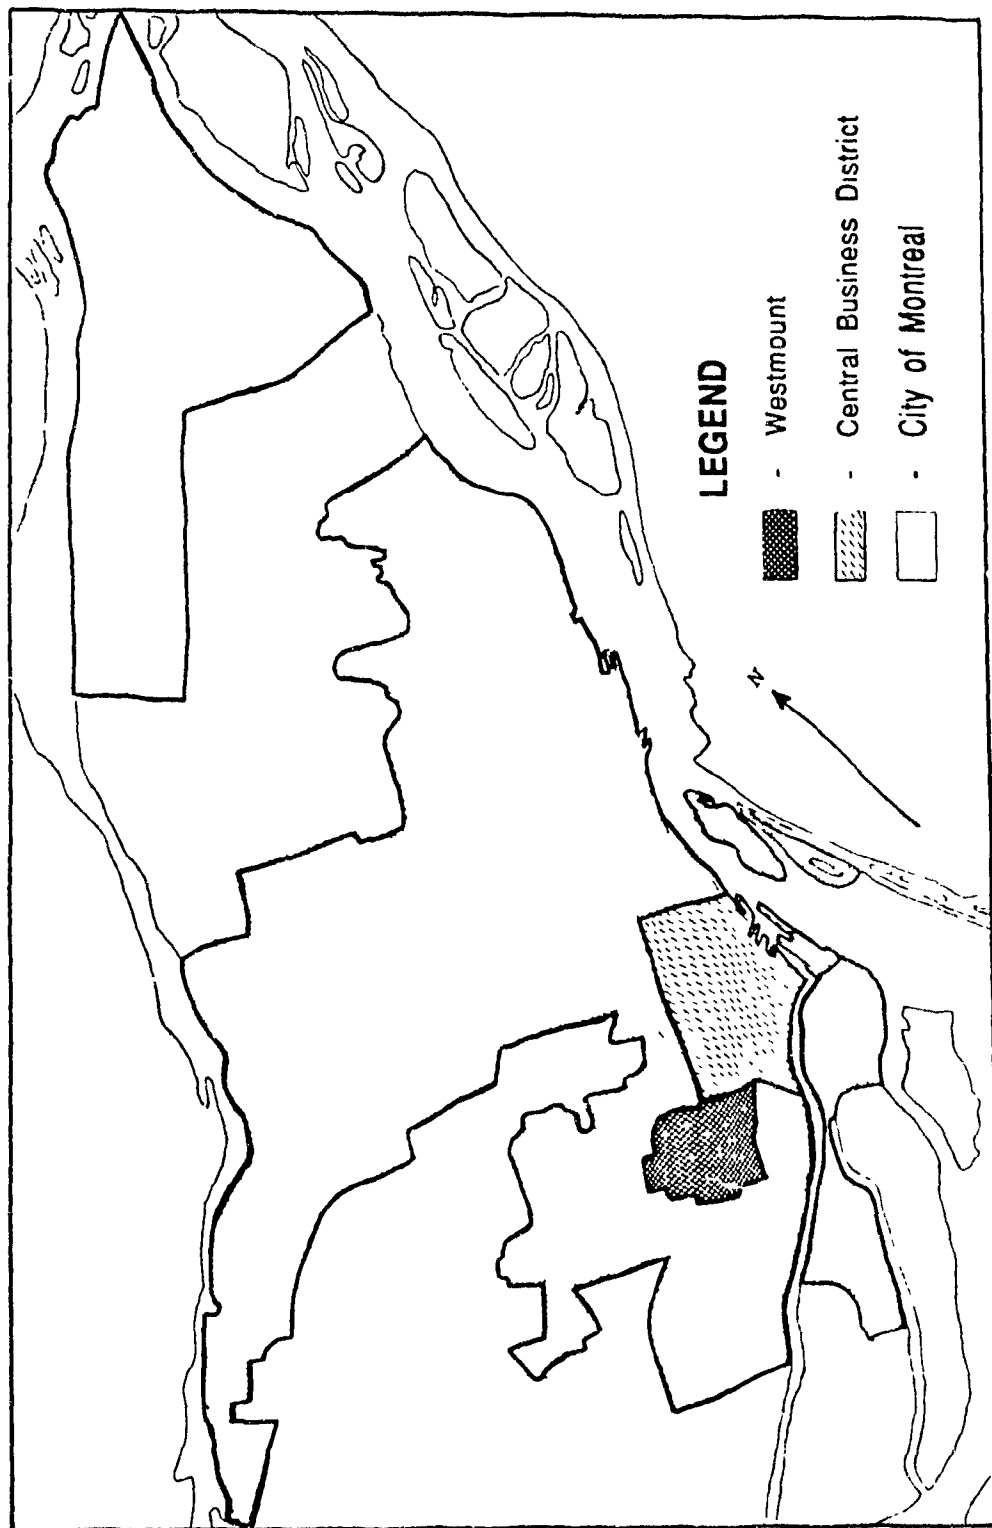 N
LEGEND
- Westmount
- Central Business District
- City of Montreal